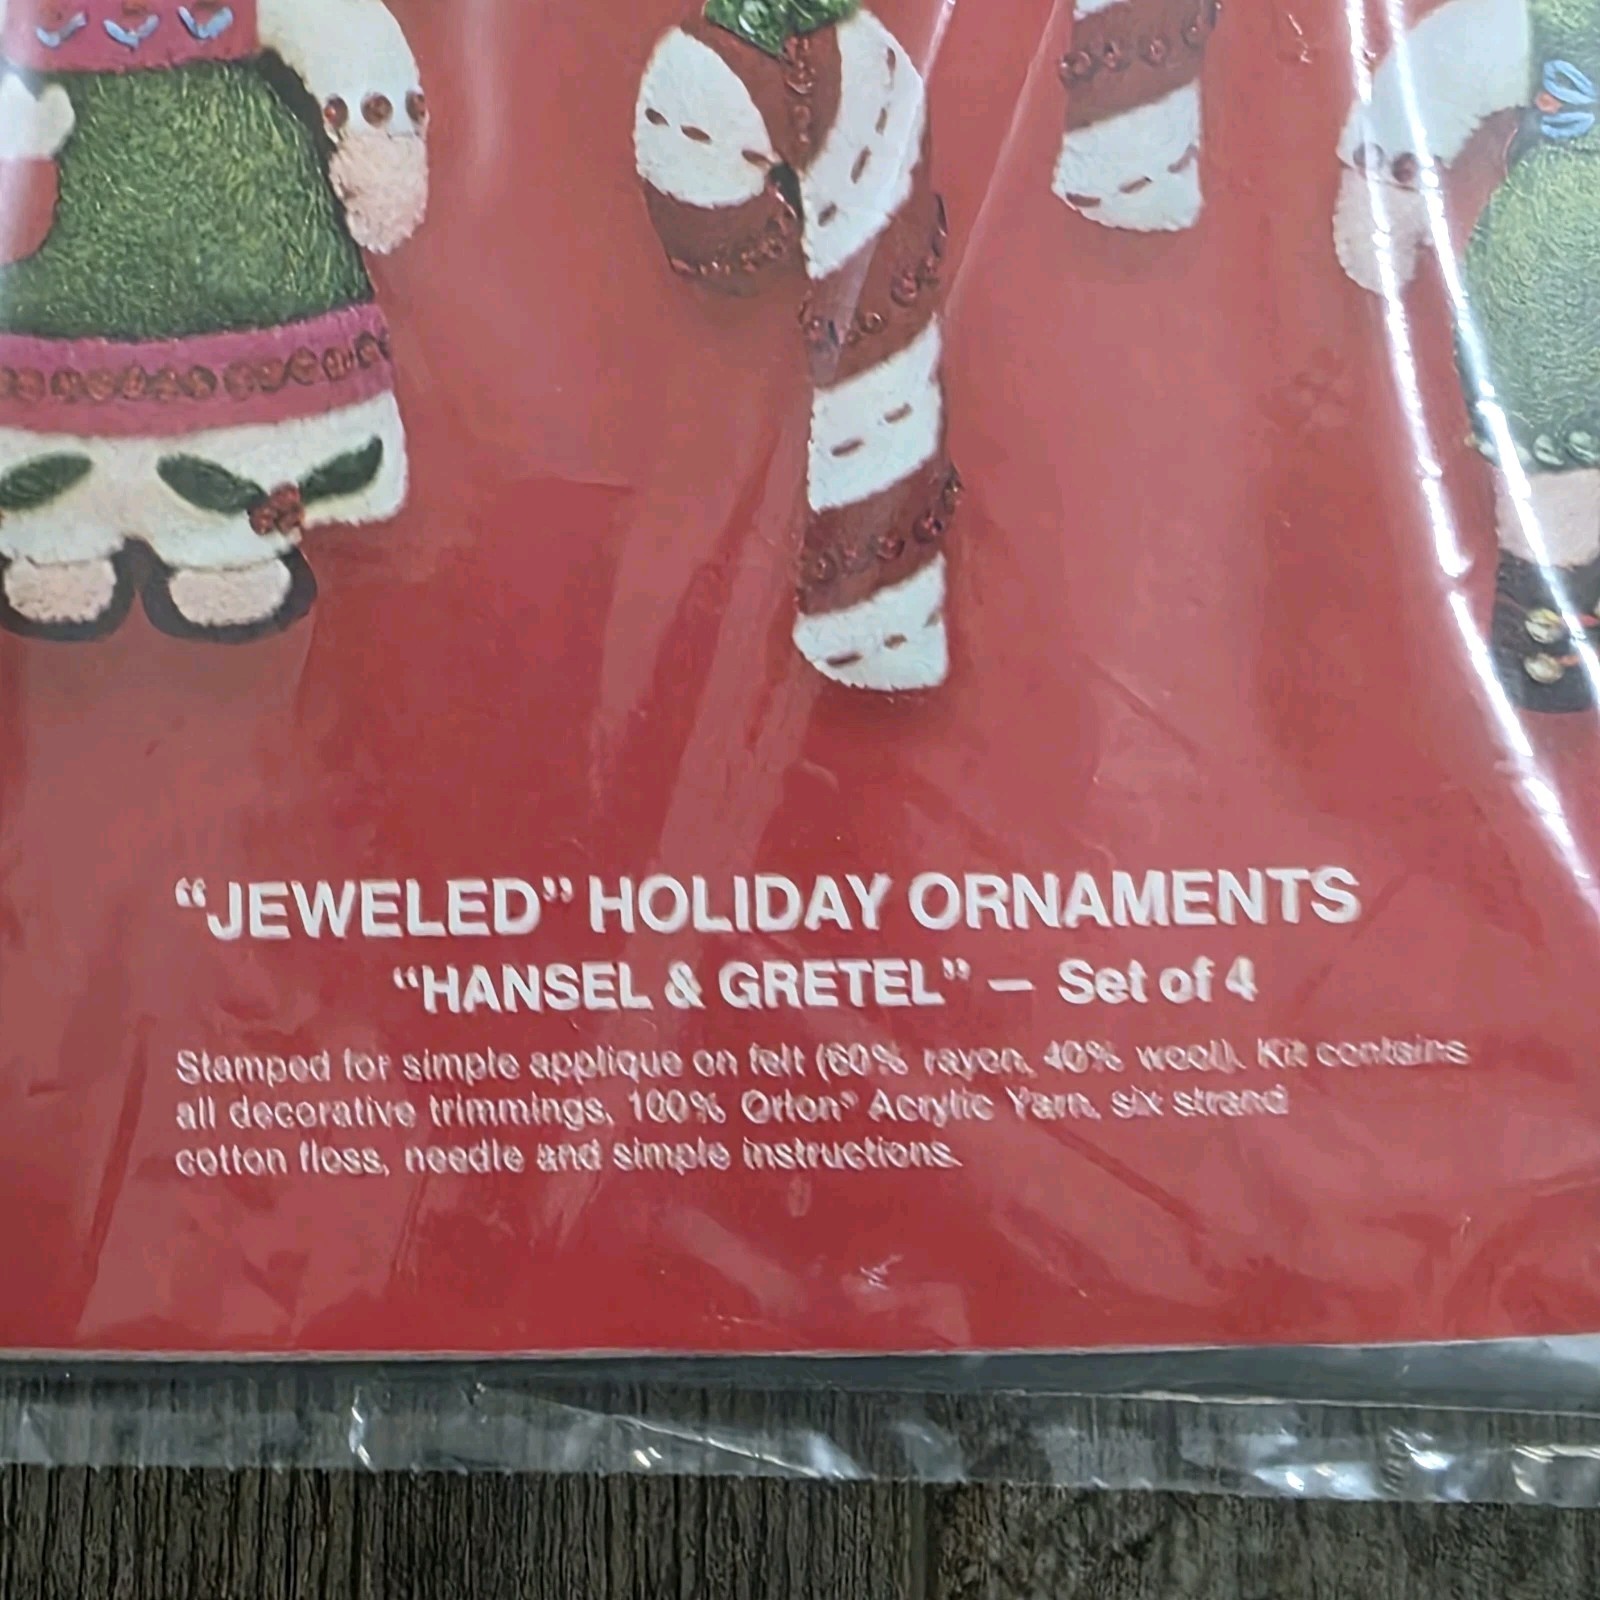 “JEWELED” HOLIDAY ORNAMENTS
“HANSEL & GRETEL” — Set of 4
Stamped for simple applique on felt (60% rayon, 40% wool). Kit contains
all decorative trimmings, 100% Orlon® Acrylic Yarn, six strand
cotton floss, needle and simple instructions.